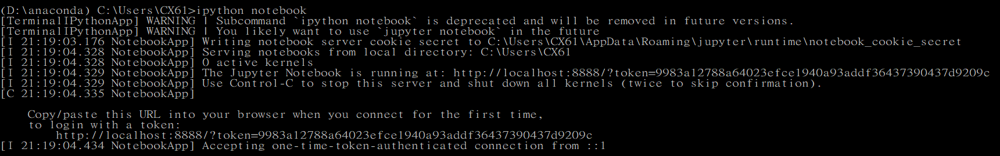 (D:\anaconda) C:\Users\CX61>ipython notebook
[TerminalIPythonApp] WARNING | Subcommand `ipython notebook` is deprecated and will be removed in future versions.
[TerminalIPythonApp] WARNING | You likely want to use `jupyter notebook` in the future
[I 21:19:03.176 NotebookApp] Writing notebook server cookie secret to C:\Users\CX61\AppData\Roaming\jupyter\runtime\notebook_cookie_secret
[I 21:19:04.328 NotebookApp] Serving notebooks from local directory: C:\Users\CX61
[I 21:19:04.328 NotebookApp] 0 active kernels
[I 21:19:04.329 NotebookApp] The Jupyter Notebook is running at: http://localhost:8888/?token=9983a12788a64023efce1940a93addf36437390437d9209c
[I 21:19:04.329 NotebookApp] Use Control-C to stop this server and shut down all kernels (twice to skip confirmation).
[C 21:19:04.335 NotebookApp]
Copy/paste this URL into your browser when you connect for the first time,
to login with a token:
http://localhost:8888/?token=9983a12788a64023efce1940a93addf36437390437d9209c
[I 21:19:04.434 NotebookApp] Accepting one-time-token-authenticated connection from ::1